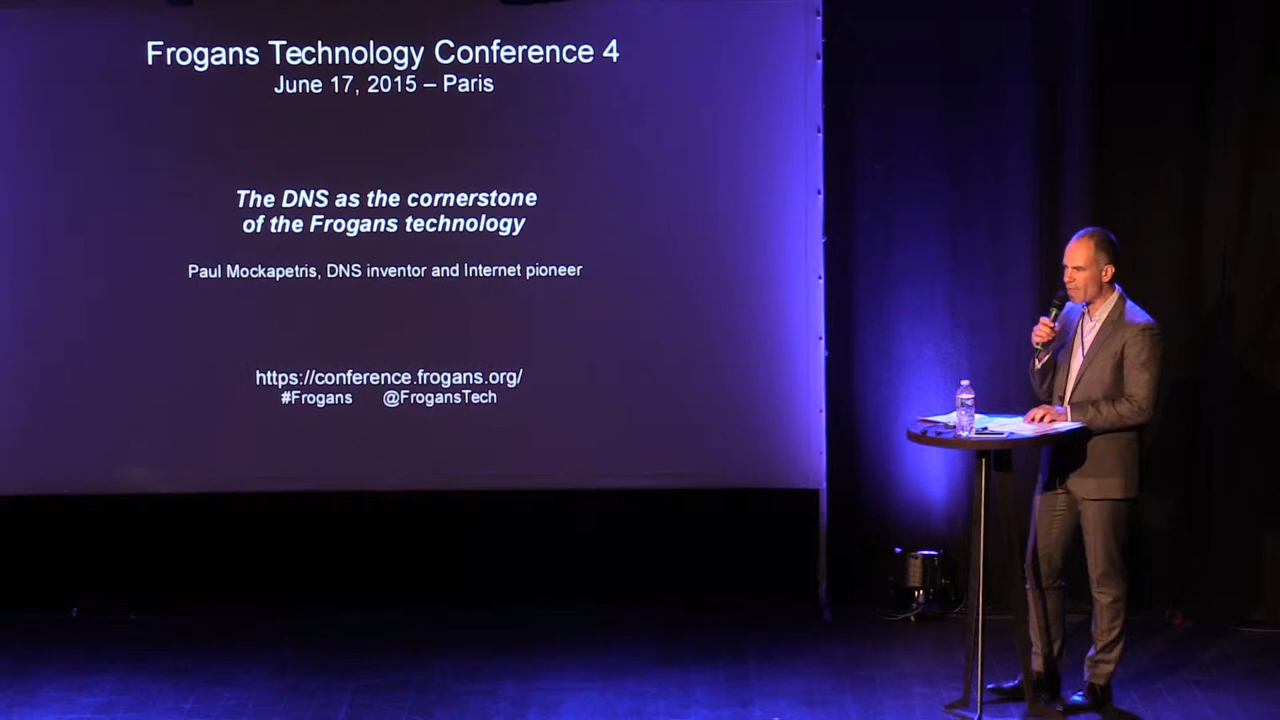 Frogans Technology Conference 4
June 17, 2015 – Paris
The DNS as the cornerstone
of the Frogans technology
Paul Mockapetris, DNS inventor and Internet pioneer
https://conference.frogans.org/
#Frogans @FrogansTech